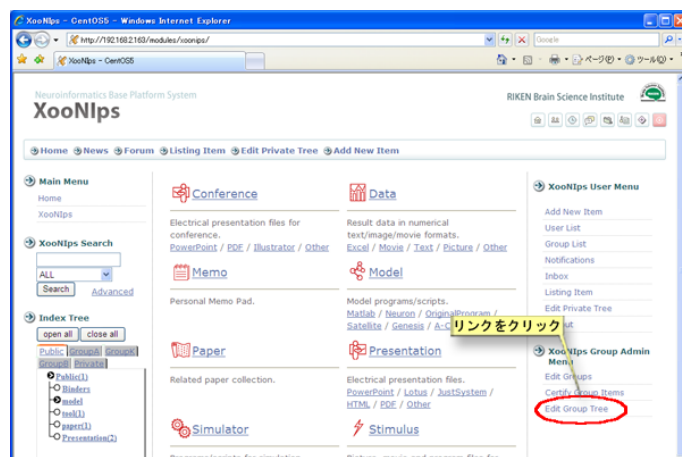 XooNIps - CentOS5 - Windows Internet Explorer
http://192.168.2.163/modules/xoonips/
Google
XooNIps - CentOS5
ページ(P)
ツール(O)
Neuroinformatics Base Platform System
XooNIps
RIKEN Brain Science Institute
Home News Forum Listing Item Edit Private Tree Add New Item
Main Menu
Home
XooNIps
XooNIps Search
ALL
Search Advanced
Index Tree
open all close all
Public GroupA GroupK
GroupB Private
Public(1)
Binders
model
tool(1)
paper(1)
Presentation(2)
Conference
Electrical presentation files for
conference.
PowerPoint / PDF / Illustrator / Other
Data
Result data in numerical
text/image/movie formats.
Excel / Movie / Text / Picture / Other
Memo
Personal Memo Pad.
Model
Model programs/scripts.
Matlab / Neuron / OriginalProgram /
Satellite / Genesis / A-C
リンクをクリック
Paper
Related paper collection.
Presentation
Electrical presentation files.
PowerPoint / Lotus / JustSystem /
HTML / PDF / Other
Simulator
Stimulus
XooNIps User Menu
Add New Item
User List
Group List
Notifications
Inbox
Listing Item
Edit Private Tree
out
XooNIps Group Admin
Menu
Edit Groups
Certify Group Items
Edit Group Tree